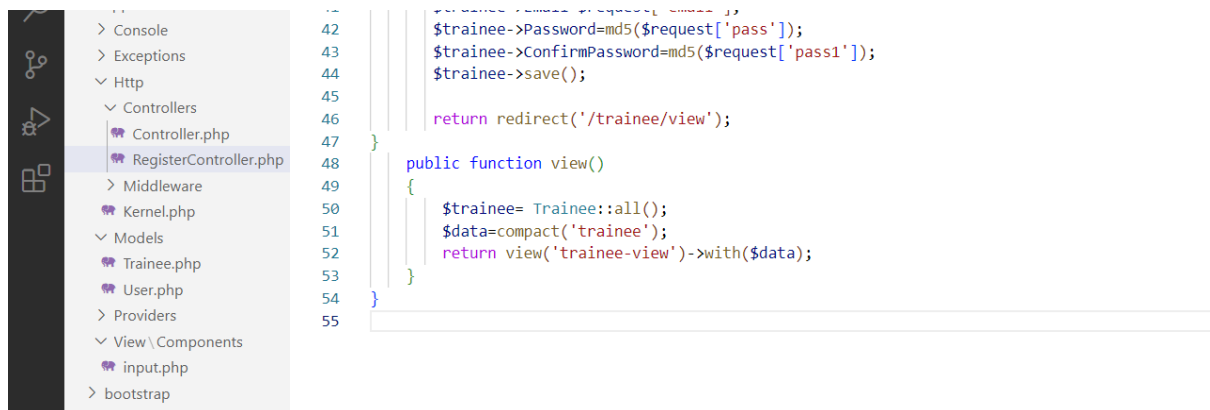 Console
Exceptions
Http
Controllers
Controller.php
RegisterController.php
Middleware
Kernel.php
Models
Trainee.php
User.php
Providers
View\Components
input.php
bootstrap
42 $trainee->Password=md5($request['pass']);
43 $trainee->ConfirmPassword=md5($request['pass1']);
44 $trainee->save();
45
46 return redirect('/trainee/view');
47 }
48 public function view()
49 {
50 $trainee= Trainee::all();
51 $data=compact('trainee');
52 return view('trainee-view')->with($data);
53 }
54 }
55